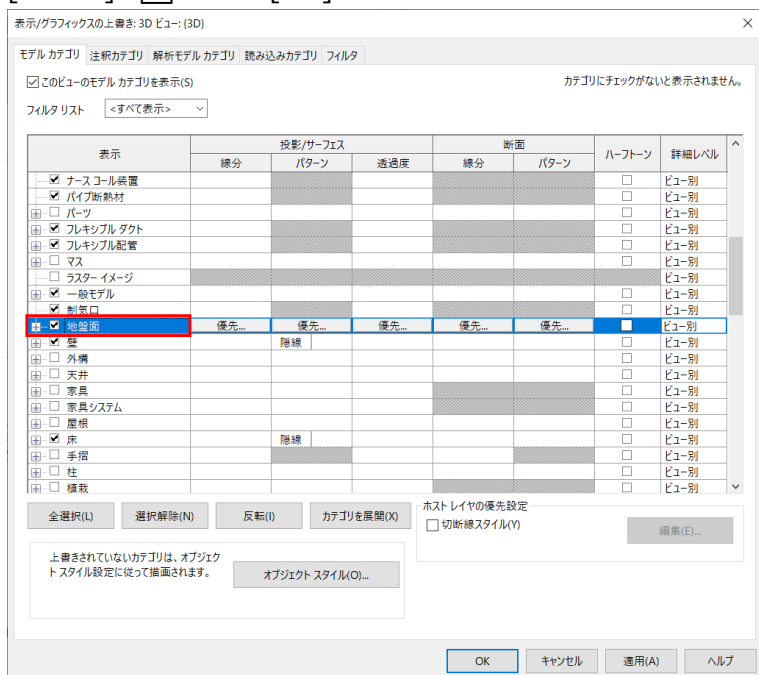 表示/グラフィックスの上書き: 3D ビュー: {3D}
モデル カテゴリ 注釈カテゴリ 解析モデル カテゴリ 読み込みカテゴリ フィルタ
このビューのモデル カテゴリを表示(S)
カテゴリにチェックがないと表示されません。
フィルタ リスト <すべて表示>
表示 投影/サーフェス 断面 ハーフトーン 詳細レベル
線分 パターン 透過度 線分 パターン
ナース コール装置 ビュー別
パイプ断熱材 ビュー別
パーツ ビュー別
フレキシブル ダクト ビュー別
フレキシブル配管 ビュー別
マス ビュー別
ラスター イメージ ビュー別
一般モデル ビュー別
制気口 ビュー別
地盤面 優先... 優先... 優先... 優先... 優先... ビュー別
壁 隠線 ビュー別
外構 ビュー別
天井 ビュー別
家具 ビュー別
家具システム ビュー別
屋根 ビュー別
床 隠線 ビュー別
手摺 ビュー別
柱 ビュー別
植栽 ビュー別
全選択(L) 選択解除(N) 反転(I) カテゴリを展開(X)
ホスト レイヤの優先設定
切断線スタイル(Y)
編集(E)...
上書きされていないカテゴリは、オブジェク
ト スタイル設定に従って描画されます。
オブジェクト スタイル(O)...
OK キャンセル 適用(A) ヘルプ